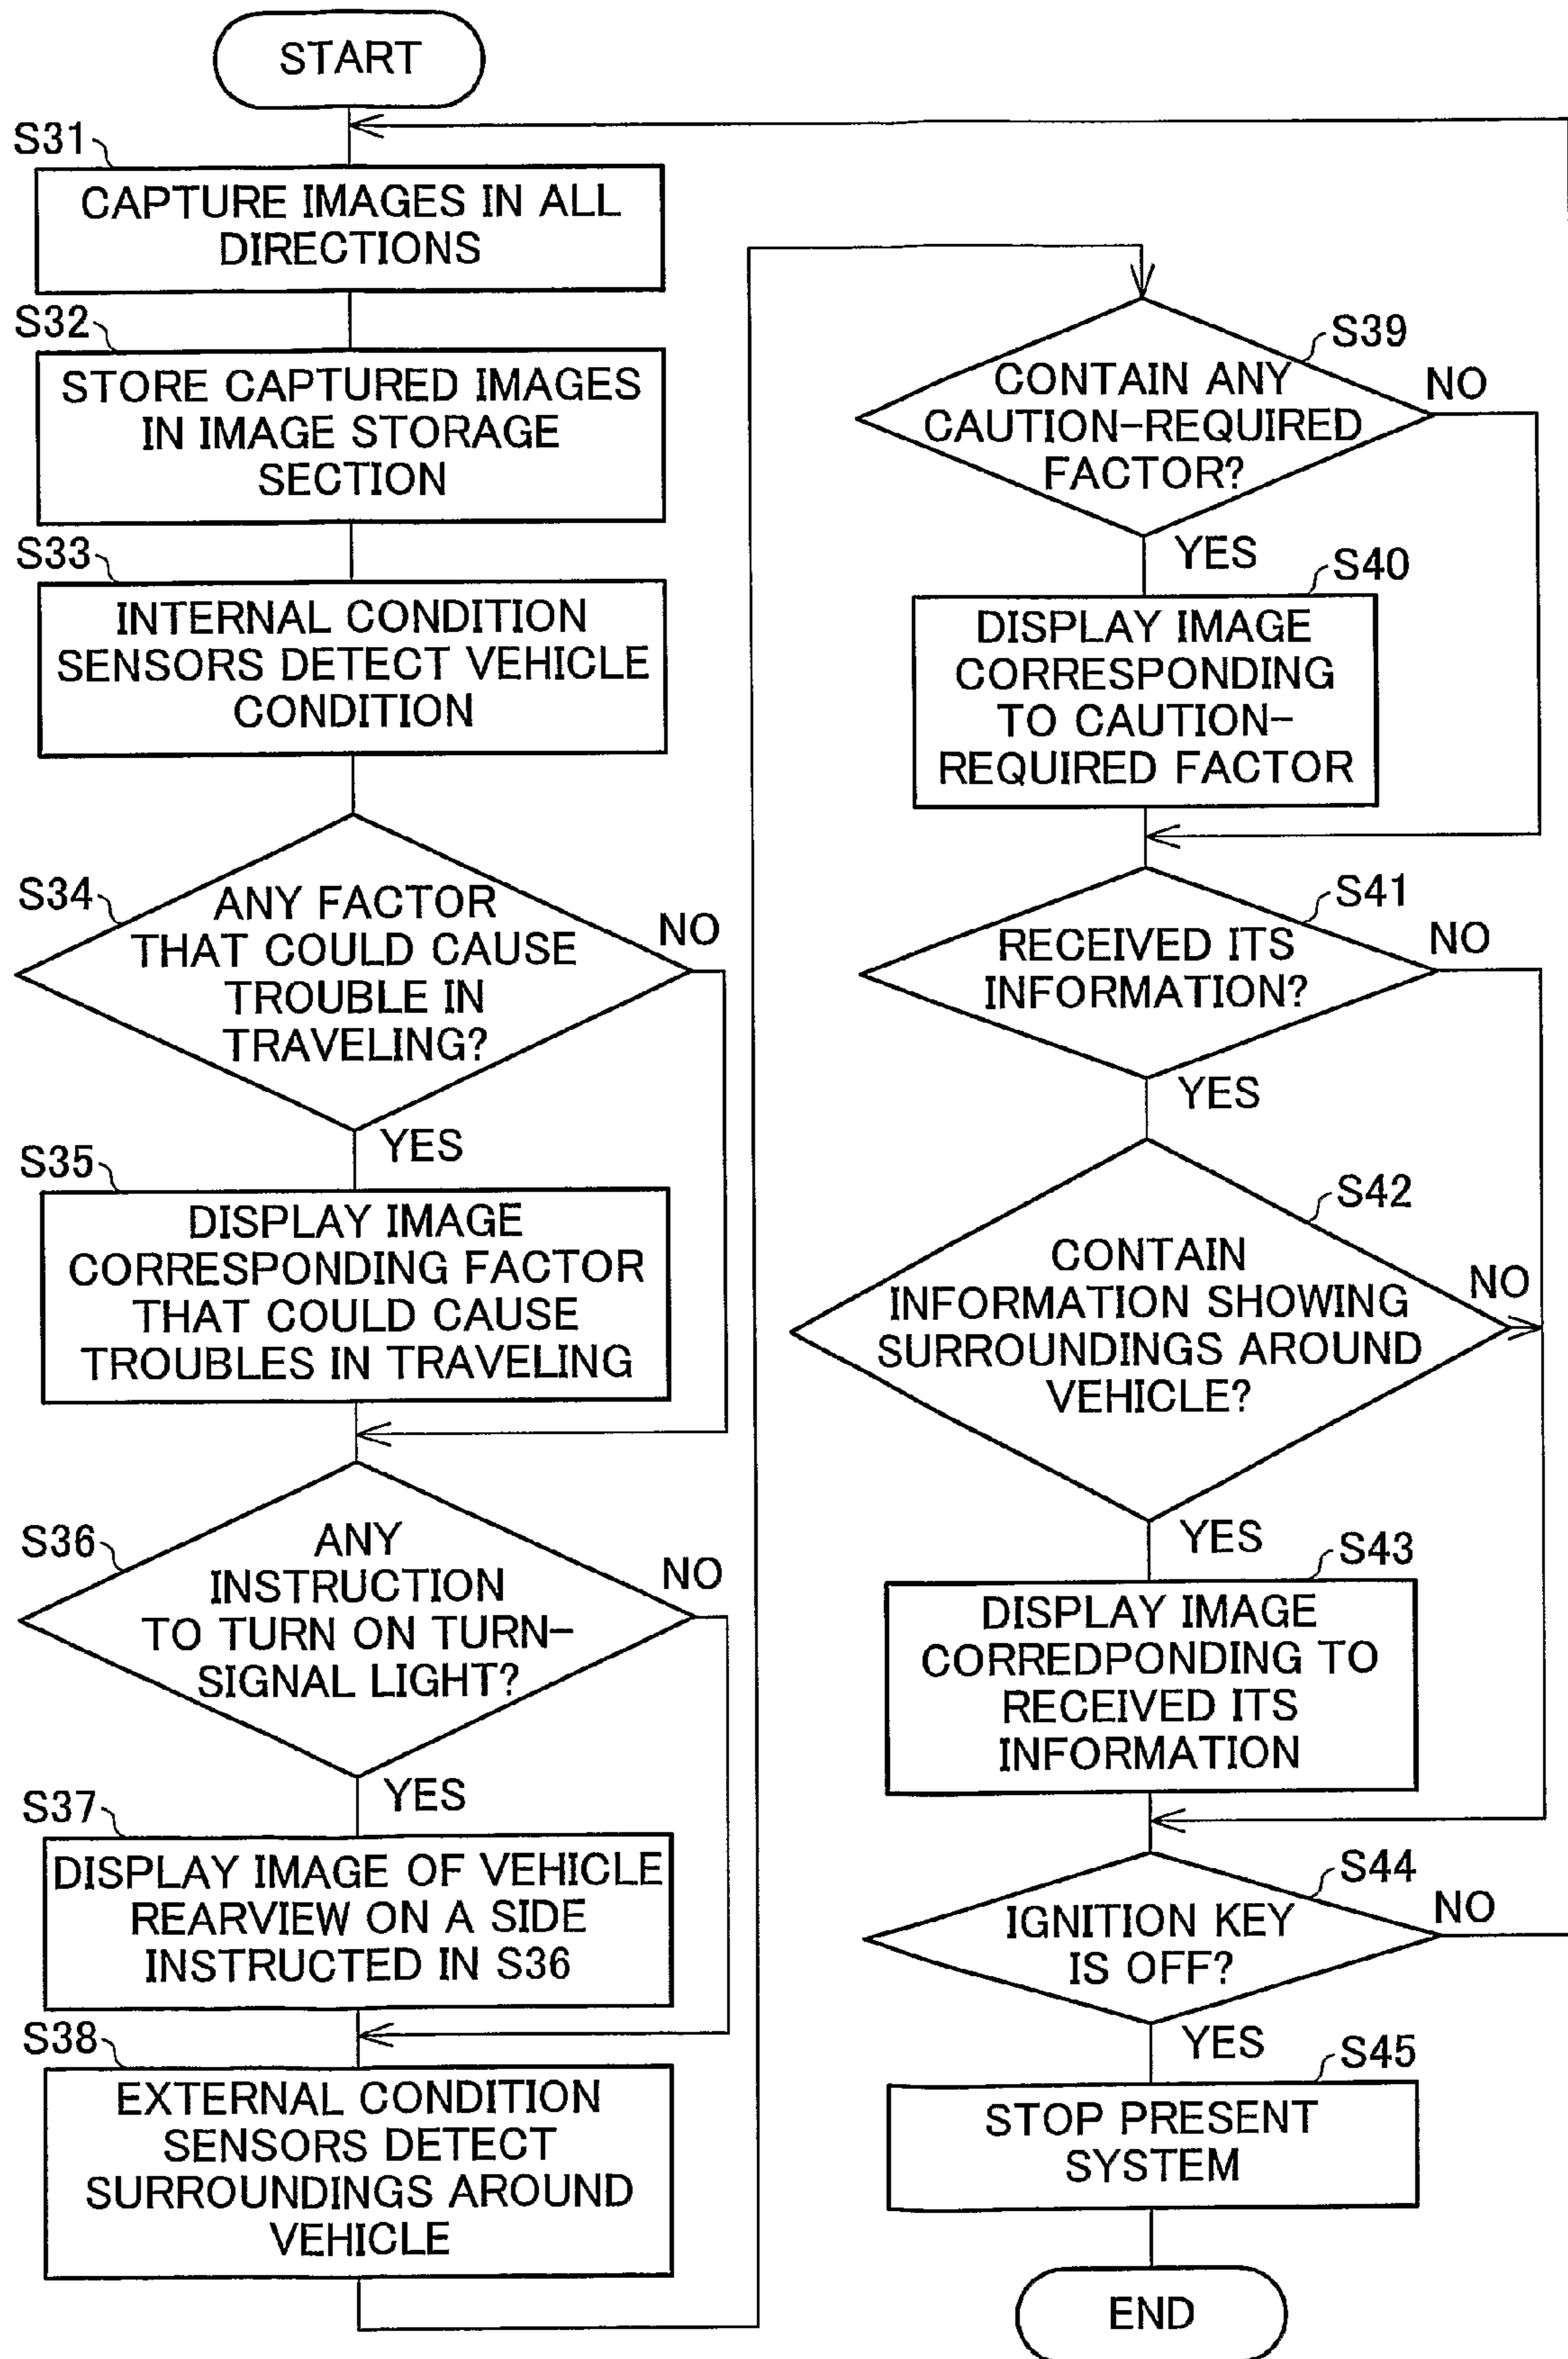 START
S31
CAPTURE IMAGES IN ALL
DIRECTIONS
S32
STORE CAPTURED IMAGES
IN IMAGE STORAGE
SECTION
S33
INTERNAL CONDITION
SENSORS DETECT VEHICLE
CONDITION
S34
ANY FACTOR
THAT COULD CAUSE
TROUBLE IN
TRAVELING?
NO
YES
S35
DISPLAY IMAGE
CORRESPONDING FACTOR
THAT COULD CAUSE
TROUBLES IN TRAVELING
S36
ANY
INSTRUCTION
TO TURN ON TURN-
SIGNAL LIGHT?
NO
YES
S37
DISPLAY IMAGE OF VEHICLE
REARVIEW ON A SIDE
INSTRUCTED IN S36
S38
EXTERNAL CONDITION
SENSORS DETECT
SURROUNDINGS AROUND
VEHICLE
S39
CONTAIN ANY
CAUTION-REQUIRED
FACTOR?
NO
YES
S40
DISPLAY IMAGE
CORRESPONDING
TO CAUTION-
REQUIRED FACTOR
S41
RECEIVED ITS
INFORMATION?
NO
YES
S42
CONTAIN
INFORMATION SHOWING
SURROUNDINGS AROUND
VEHICLE?
NO
YES
S43
DISPLAY IMAGE
CORREDPONDING TO
RECEIVED ITS
INFORMATION
S44
IGNITION KEY
IS OFF?
NO
YES
S45
STOP PRESENT
SYSTEM
END